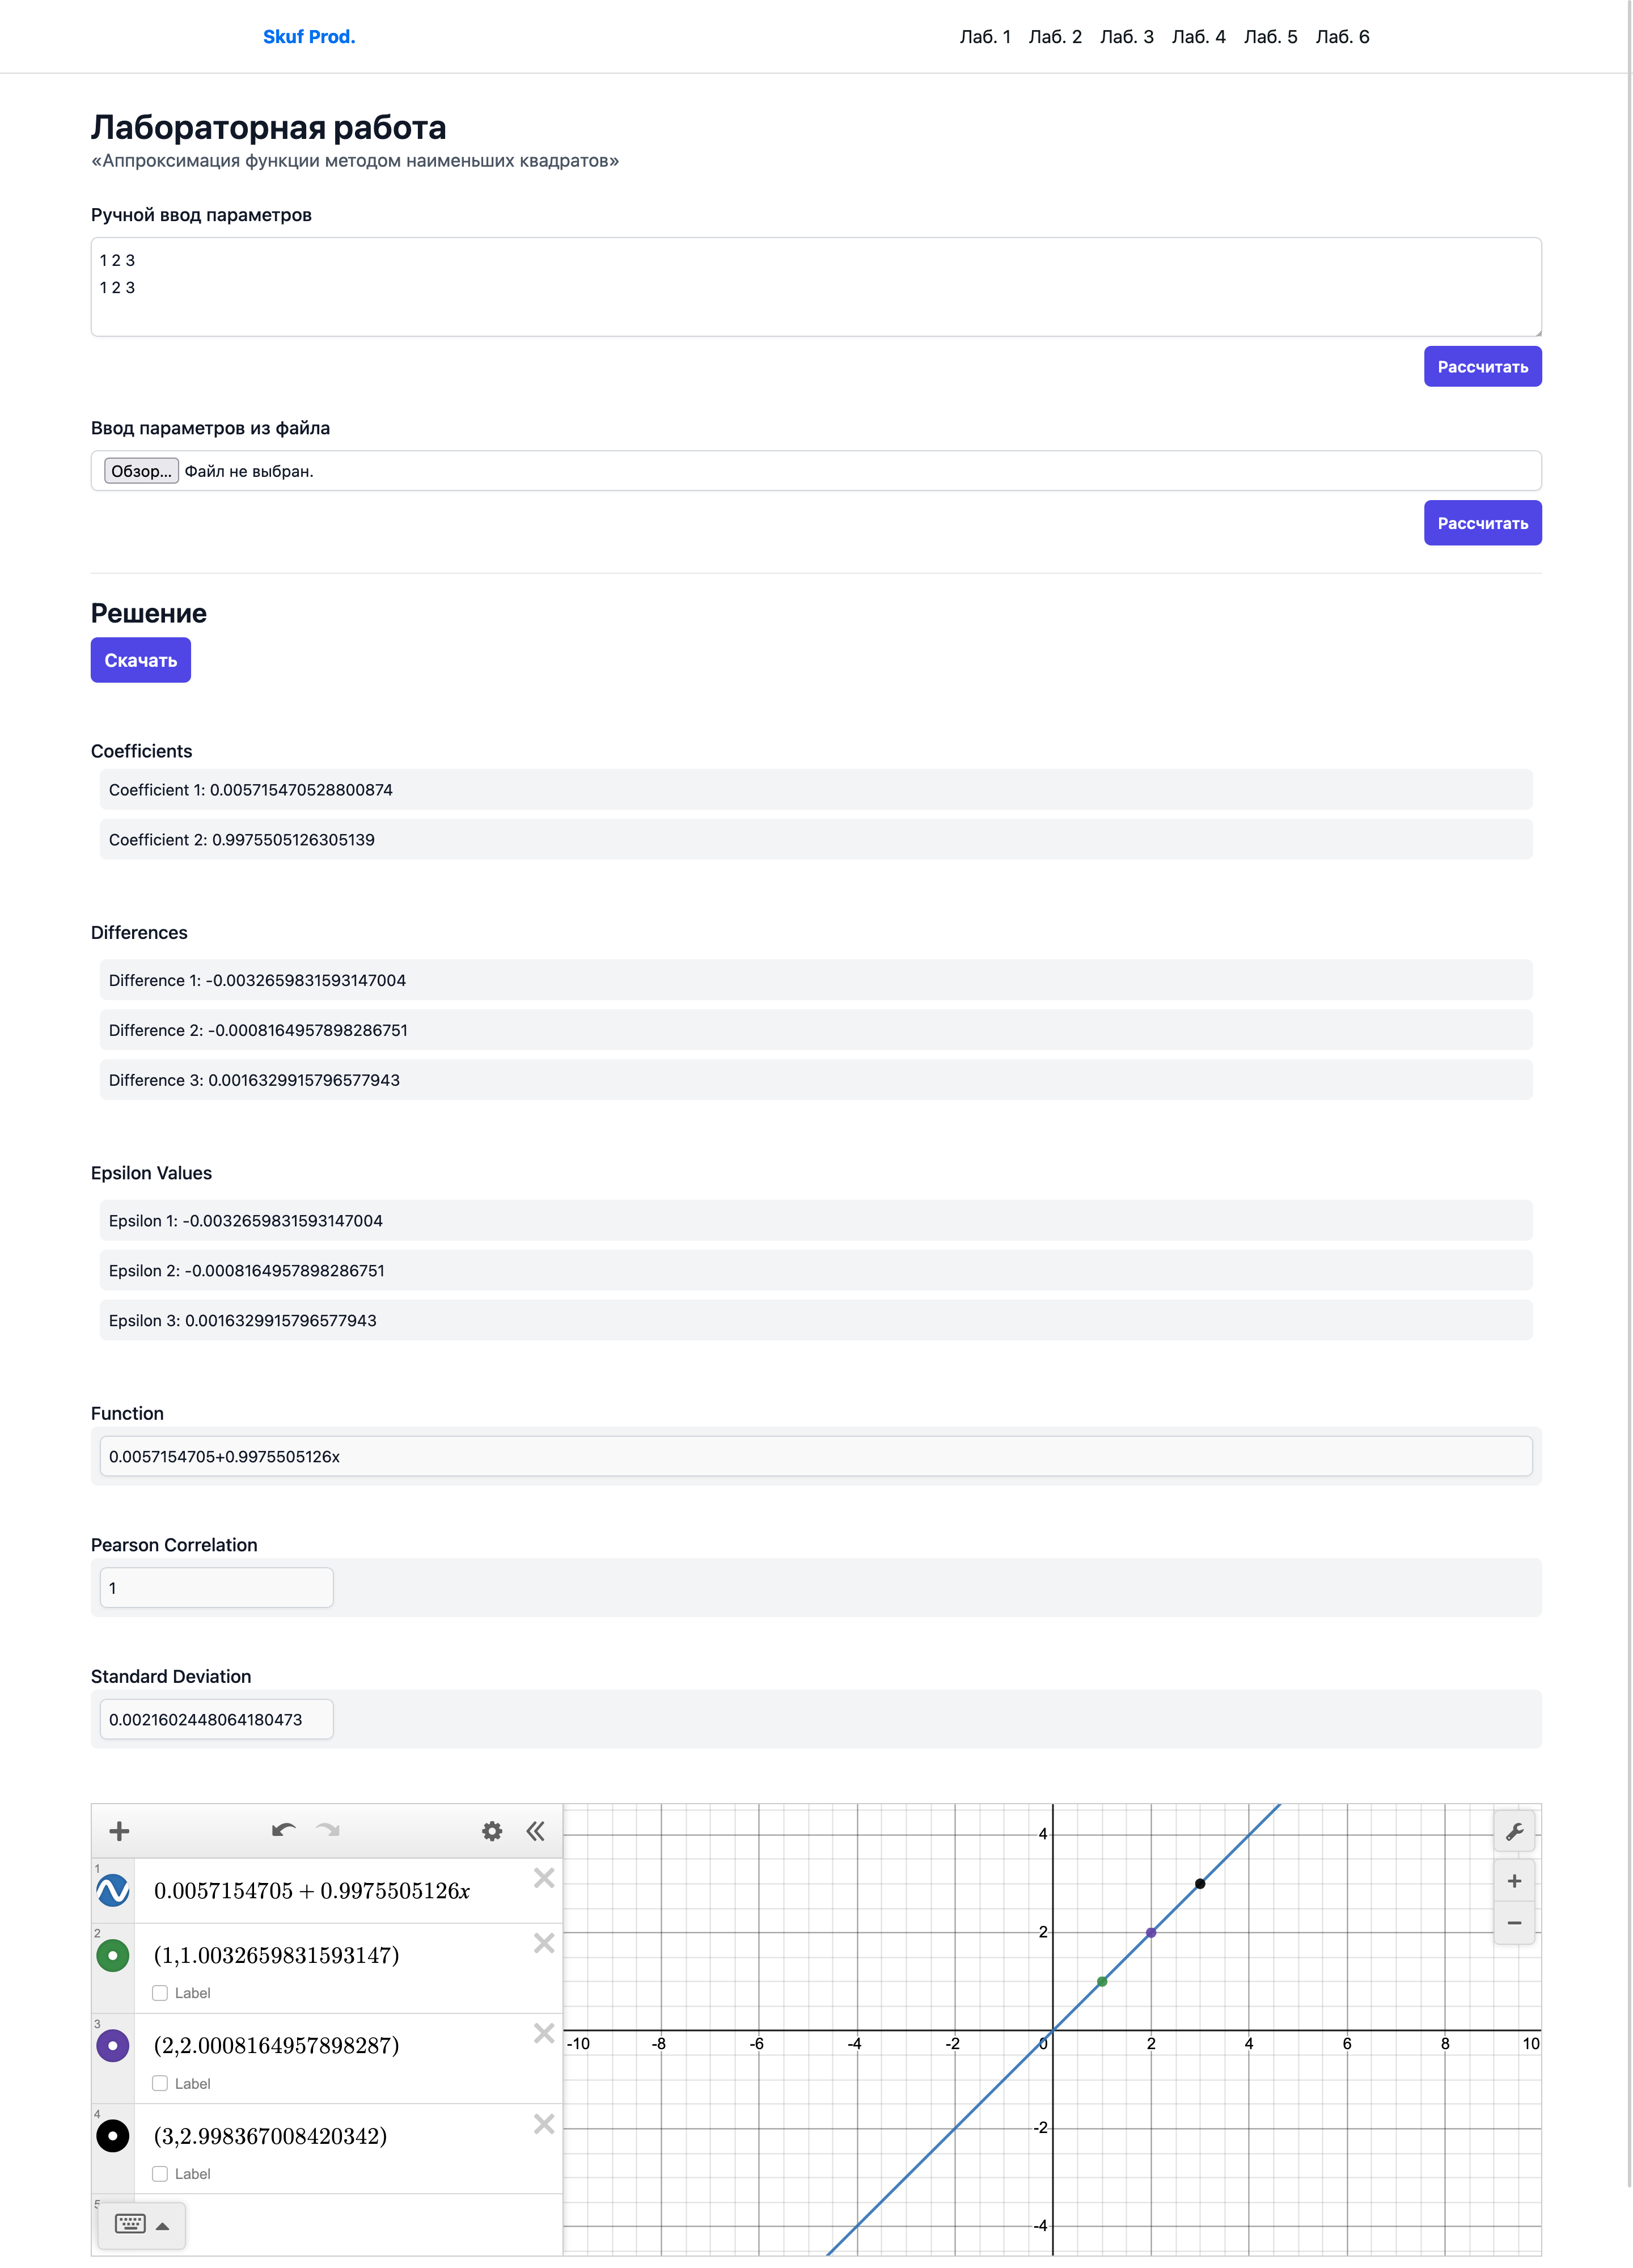 Skuf Prod.
Лаб. 1 Лаб. 2 Лаб. 3 Лаб. 4 Лаб. 5 Лаб. 6
Лабораторная работа
«Аппроксимация функции методом наименьших квадратов»
Ручной ввод параметров
1 2 3
1 2 3
Рассчитать
Ввод параметров из файла
Обзор... Файл не выбран.
Рассчитать
Решение
Скачать
Coefficients
Coefficient 1: 0.005715470528800874
Coefficient 2: 0.9975505126305139
Differences
Difference 1: -0.0032659831593147004
Difference 2: -0.0008164957898286751
Difference 3: 0.0016329915796577943
Epsilon Values
Epsilon 1: -0.0032659831593147004
Epsilon 2: -0.0008164957898286751
Epsilon 3: 0.0016329915796577943
Function
0.0057154705+0.9975505126x
Pearson Correlation
1
Standard Deviation
0.0021602448064180473
1
0.0057154705 + 0.9975505126x
2
(1,1.0032659831593147)
Label
3
(2,2.0008164957898287)
Label
4
(3,2.998367008420342)
Label
5
4
2
-10 -8 -6 -4 -2 0 2 4 6 8 10
-2
-4